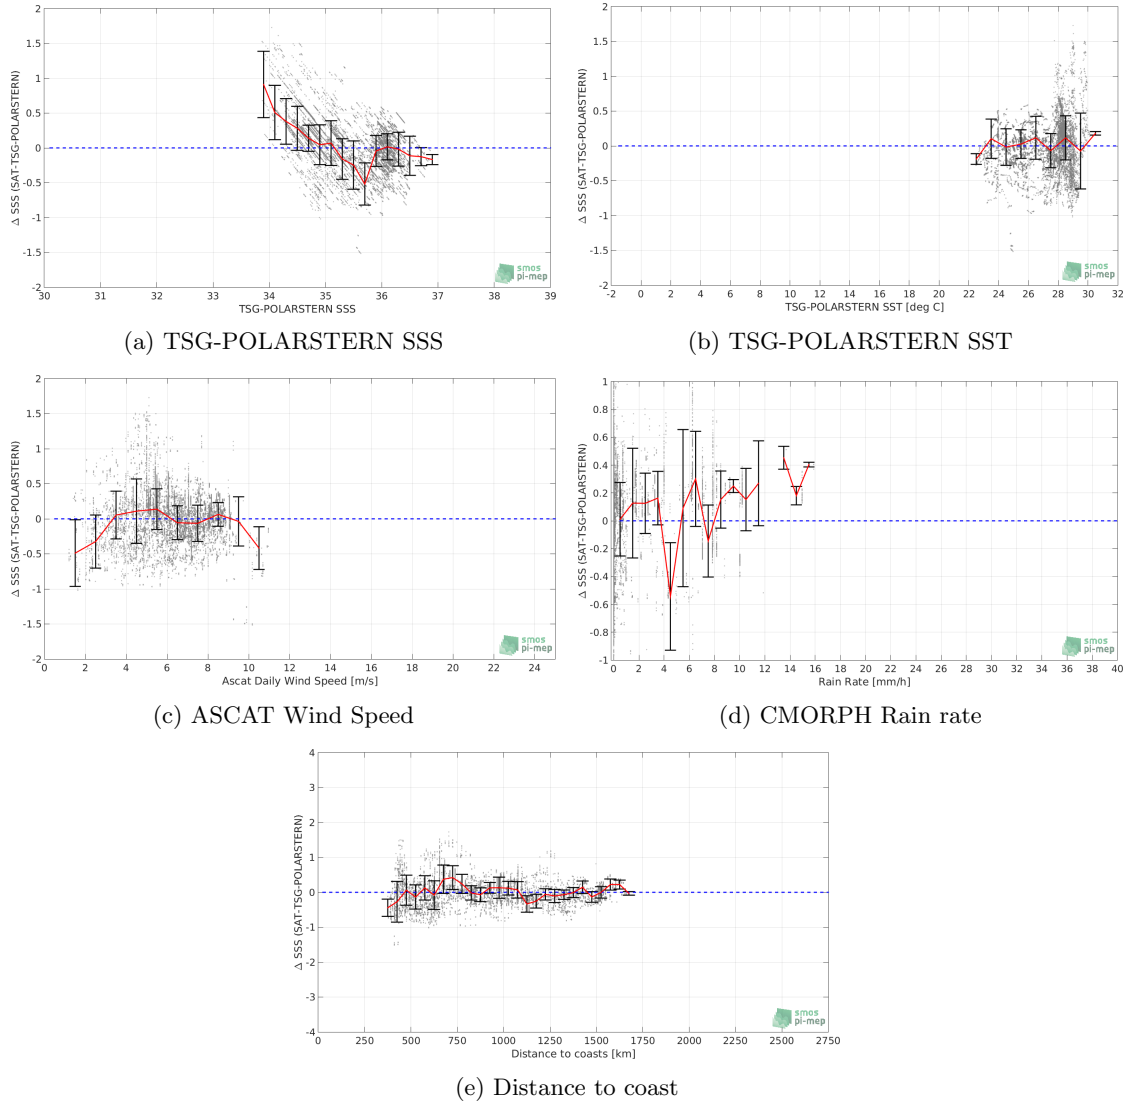 2
1.5
1
0.5
0
-0.5
-1
-1.5
-2
Δ SSS (SAT-TSG-POLARSTERN)
30 31 32 33 34 35 36 37 38 39
TSG-POLARSTERN SSS
smos
pi-mep
(a) TSG-POLARSTERN SSS
2
1.5
1
0.5
0
-0.5
-1
-1.5
-2
Δ SSS (SAT-TSG-POLARSTERN)
-2 0 2 4 6 8 10 12 14 16 18 20 22 24 26 28 30 32
TSG-POLARSTERN SST [deg C]
smos
pi-mep
(b) TSG-POLARSTERN SST
2
1.5
1
0.5
0
-0.5
-1
-1.5
-2
Δ SSS (SAT-TSG-POLARSTERN)
2 4 6 8 10 12 14 16 18 20 22 24
Ascat Daily Wind Speed [m/s]
smos
pi-mep
(c) ASCAT Wind Speed
1
0.8
0.6
0.4
0.2
0
-0.2
-0.4
-0.6
-0.8
-1
Δ SSS (SAT-TSG-POLARSTERN)
0 2 4 6 8 10 12 14 16 18 20 22 24 26 28 30 32 34 36 38 40
Rain Rate [mm/h]
smos
pi-mep
(d) CMORPH Rain rate
4
3
2
1
0
-1
-2
-3
-4
Δ SSS (SAT-TSG-POLARSTERN)
0 250 500 750 1000 1250 1500 1750 2000 2250 2500 2750
Distance to coasts [km]
smos
pi-mep
(e) Distance to coast